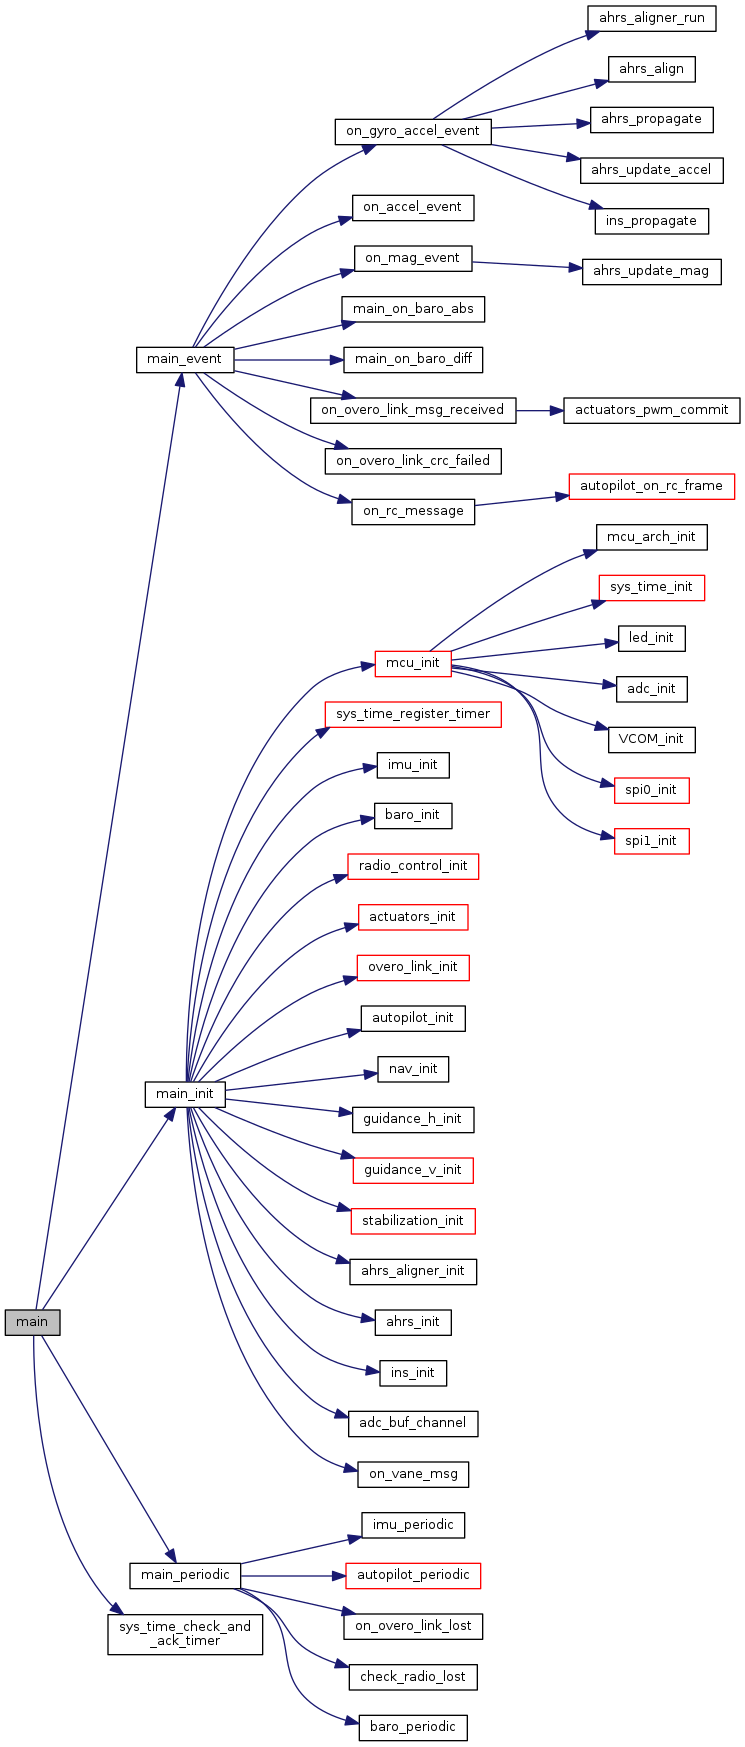 ahrs_aligner_run
ahrs_align
on_gyro_accel_event
ahrs_propagate
ahrs_update_accel
ins_propagate
on_accel_event
on_mag_event
ahrs_update_mag
main_on_baro_abs
main_event
main_on_baro_diff
on_overo_link_msg_received
actuators_pwm_commit
on_overo_link_crc_failed
on_rc_message
autopilot_on_rc_frame
mcu_arch_init
sys_time_init
led_init
mcu_init
adc_init
VCOM_init
spi0_init
spi1_init
sys_time_register_timer
imu_init
baro_init
radio_control_init
actuators_init
overo_link_init
autopilot_init
nav_init
main_init
guidance_h_init
guidance_v_init
stabilization_init
ahrs_aligner_init
ahrs_init
main
ins_init
adc_buf_channel
on_vane_msg
imu_periodic
main_periodic
autopilot_periodic
sys_time_check_and
_ack_timer
on_overo_link_lost
check_radio_lost
baro_periodic